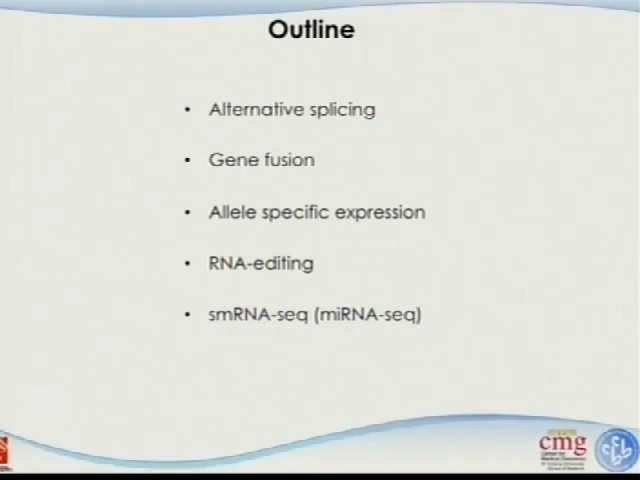 Outline
• Alternative splicing
• Gene fusion
• Allele specific expression
• RNA-editing
• smRNA-seq (miRNA-seq)
cmg